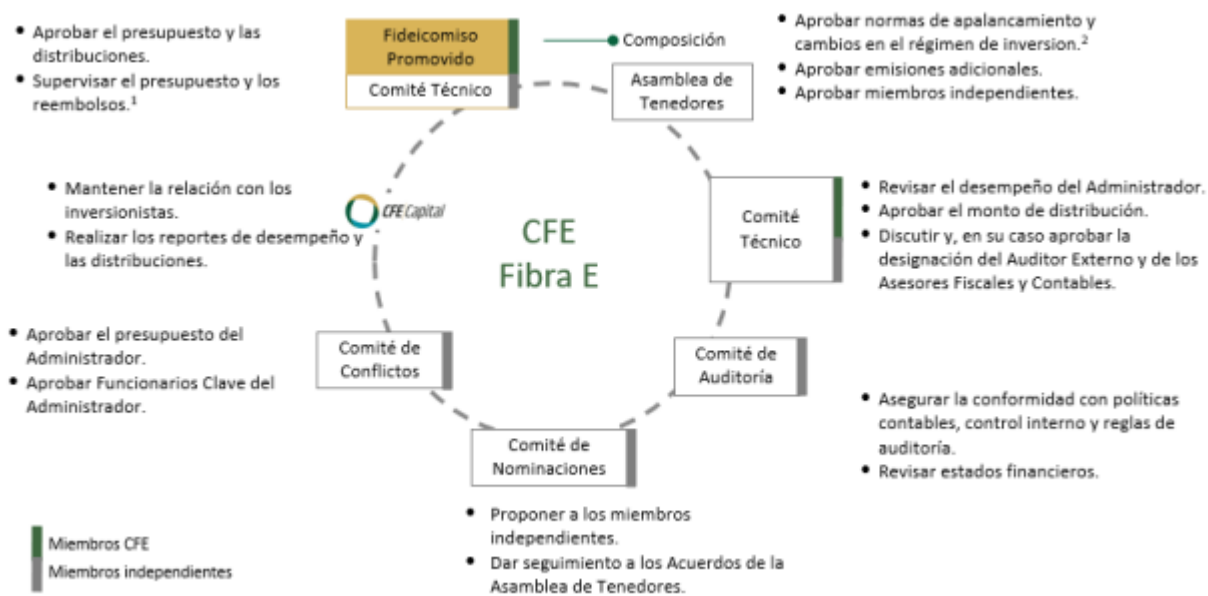 • Aprobar el presupuesto y las
distribuciones.
• Supervisar el presupuesto y los
reembolsos.¹
Fideicomiso
Promovido
Comité Técnico
Composición
Asamblea de
Tenedores
• Aprobar normas de apalancamiento y
cambios en el régimen de inversion.²
• Aprobar emisiones adicionales.
• Aprobar miembros independientes.
• Mantener la relación con los
inversionistas.
• Realizar los reportes de desempeño y
las distribuciones.
CFE Capital
CFE
Fibra E
Comité
Técnico
• Revisar el desempeño del Administrador.
• Aprobar el monto de distribución.
• Discutir y, en su caso aprobar la
designación del Auditor Externo y de los
Asesores Fiscales y Contables.
• Aprobar el presupuesto del
Administrador.
• Aprobar Funcionarios Clave del
Administrador.
Comité de
Conflictos
Comité de
Auditoría
• Asegurar la conformidad con políticas
contables, control interno y reglas de
auditoría.
• Revisar estados financieros.
Comité de
Nominaciones
• Proponer a los miembros
independientes.
• Dar seguimiento a los Acuerdos de la
Asamblea de Tenedores.
Miembros CFE
Miembros independientes